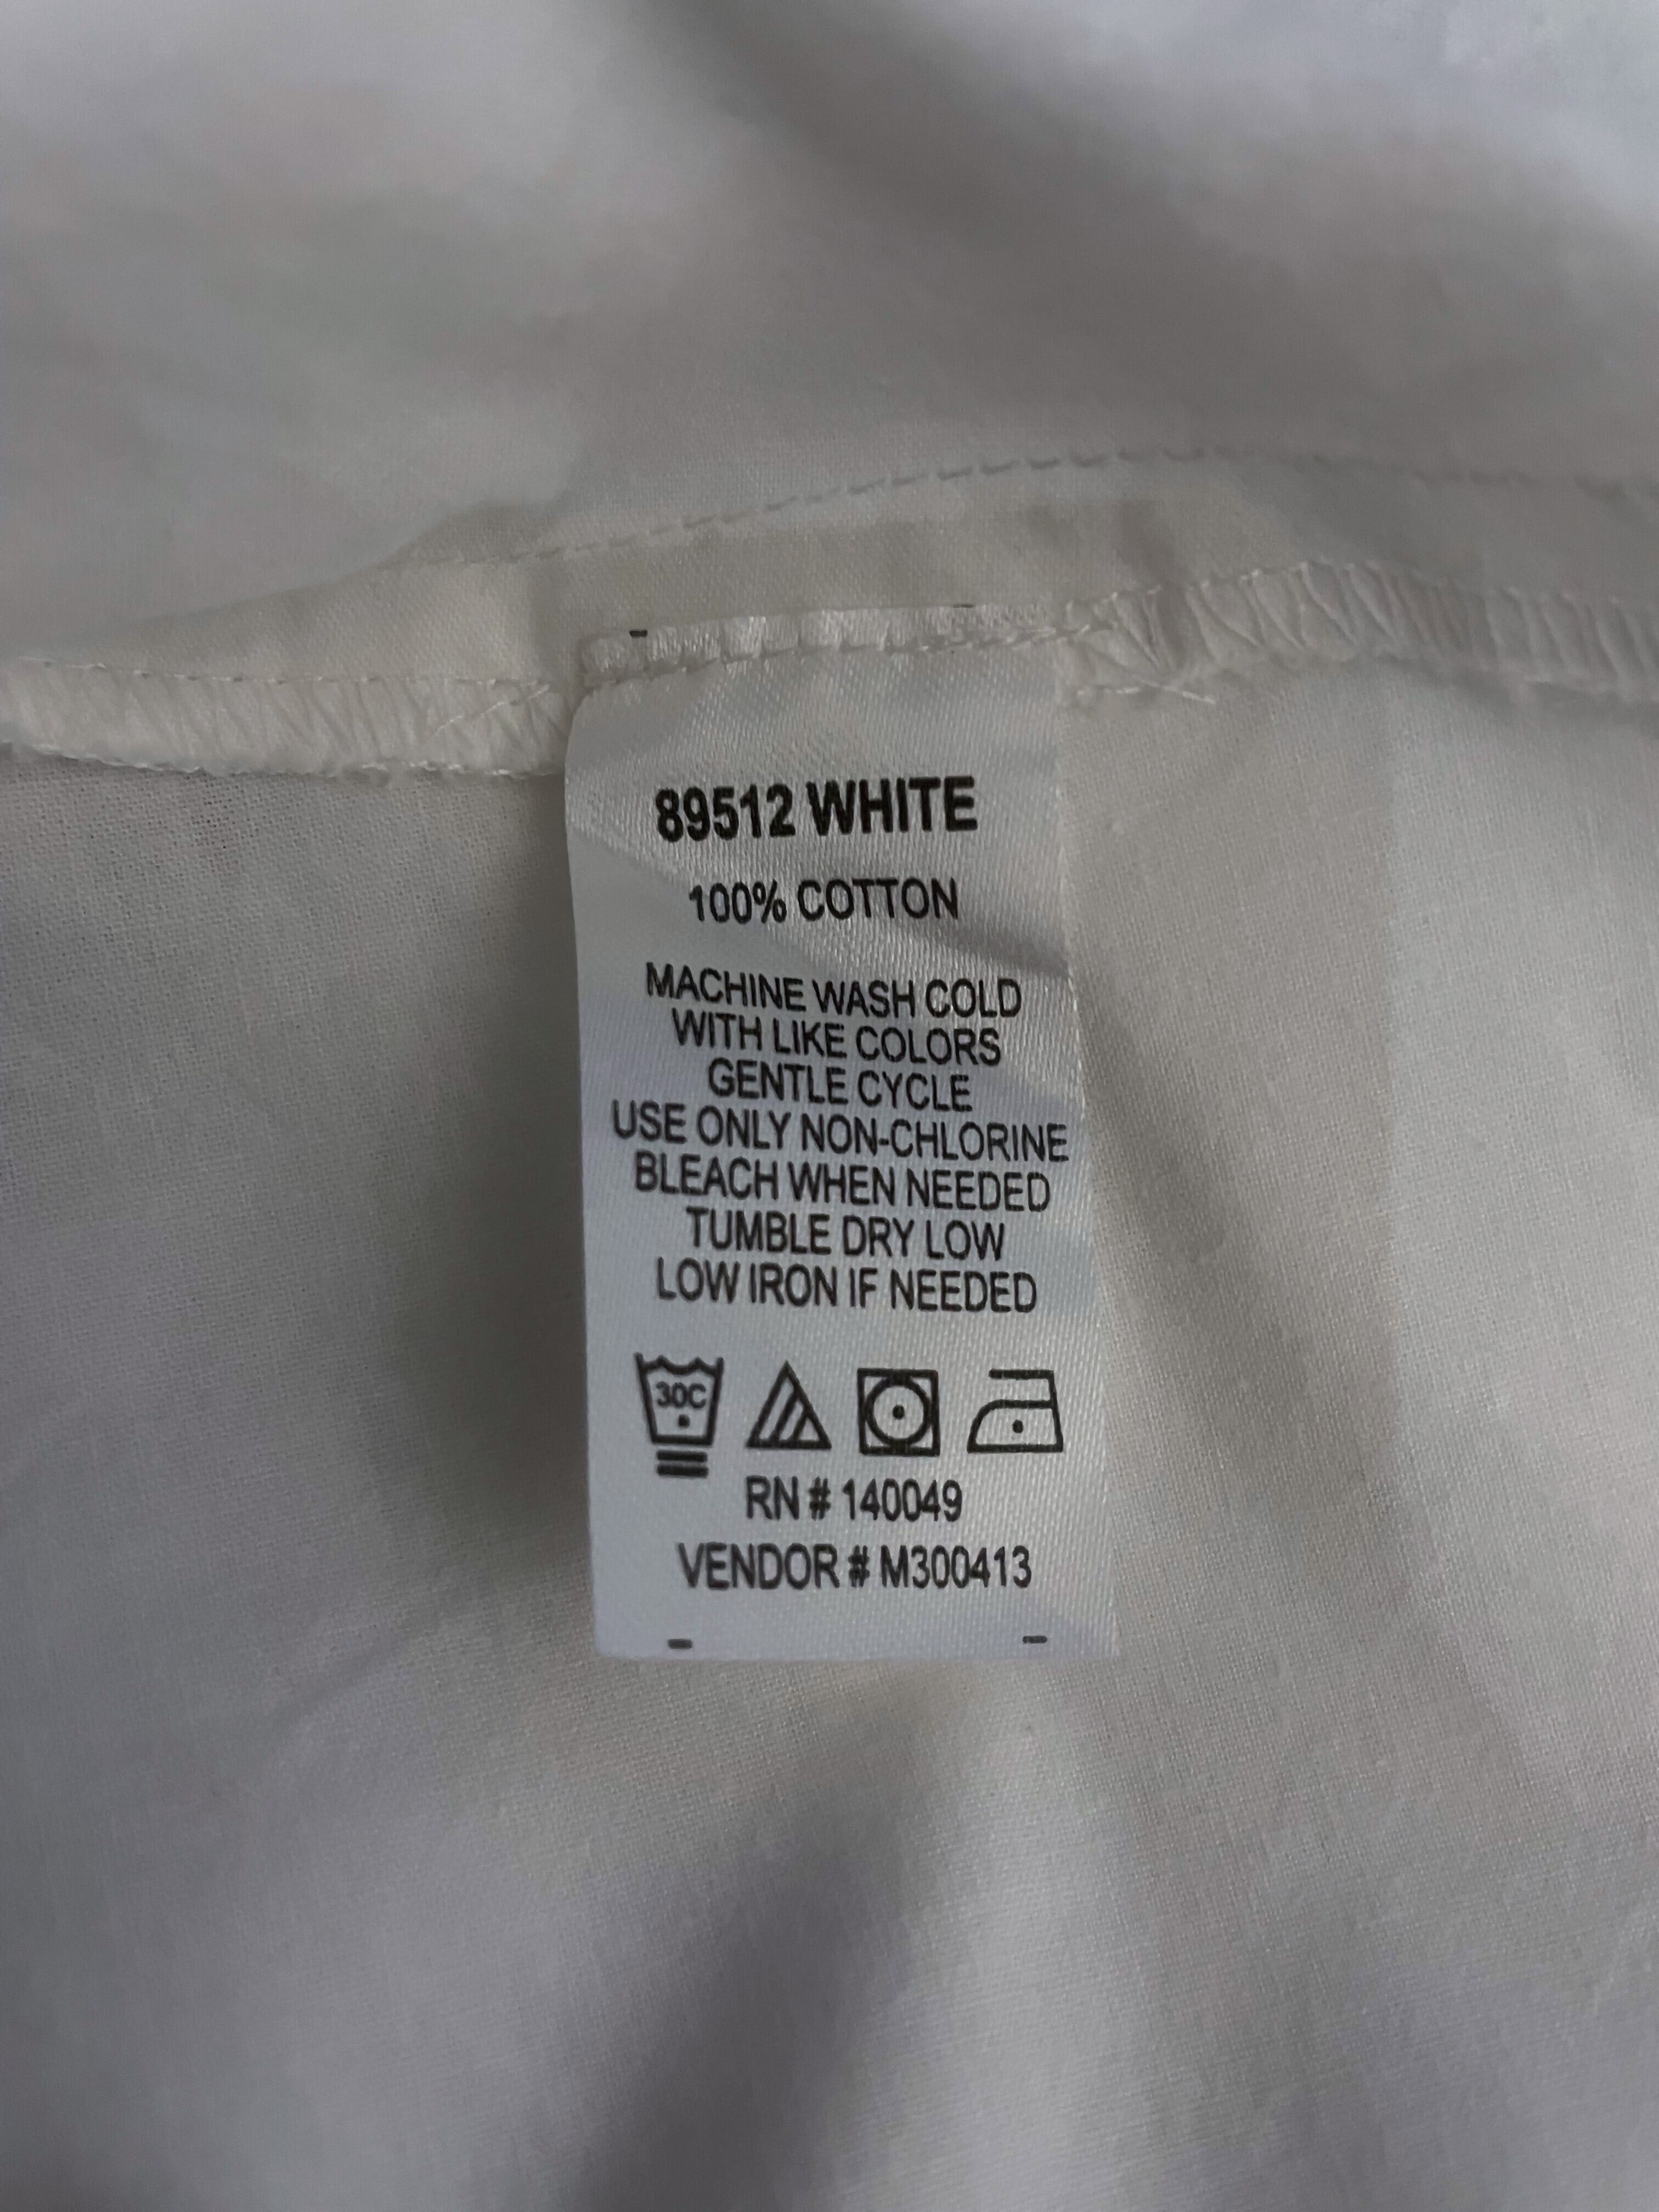 89512 WHITE
100% COTTON
MACHINE WASH COLD
WITH LIKE COLORS
GENTLE CYCLE
USE ONLY NON-CHLORINE
BLEACH WHEN NEEDED
TUMBLE DRY LOW
LOW IRON IF NEEDED
30C
RN # 140049
VENDOR # M300413